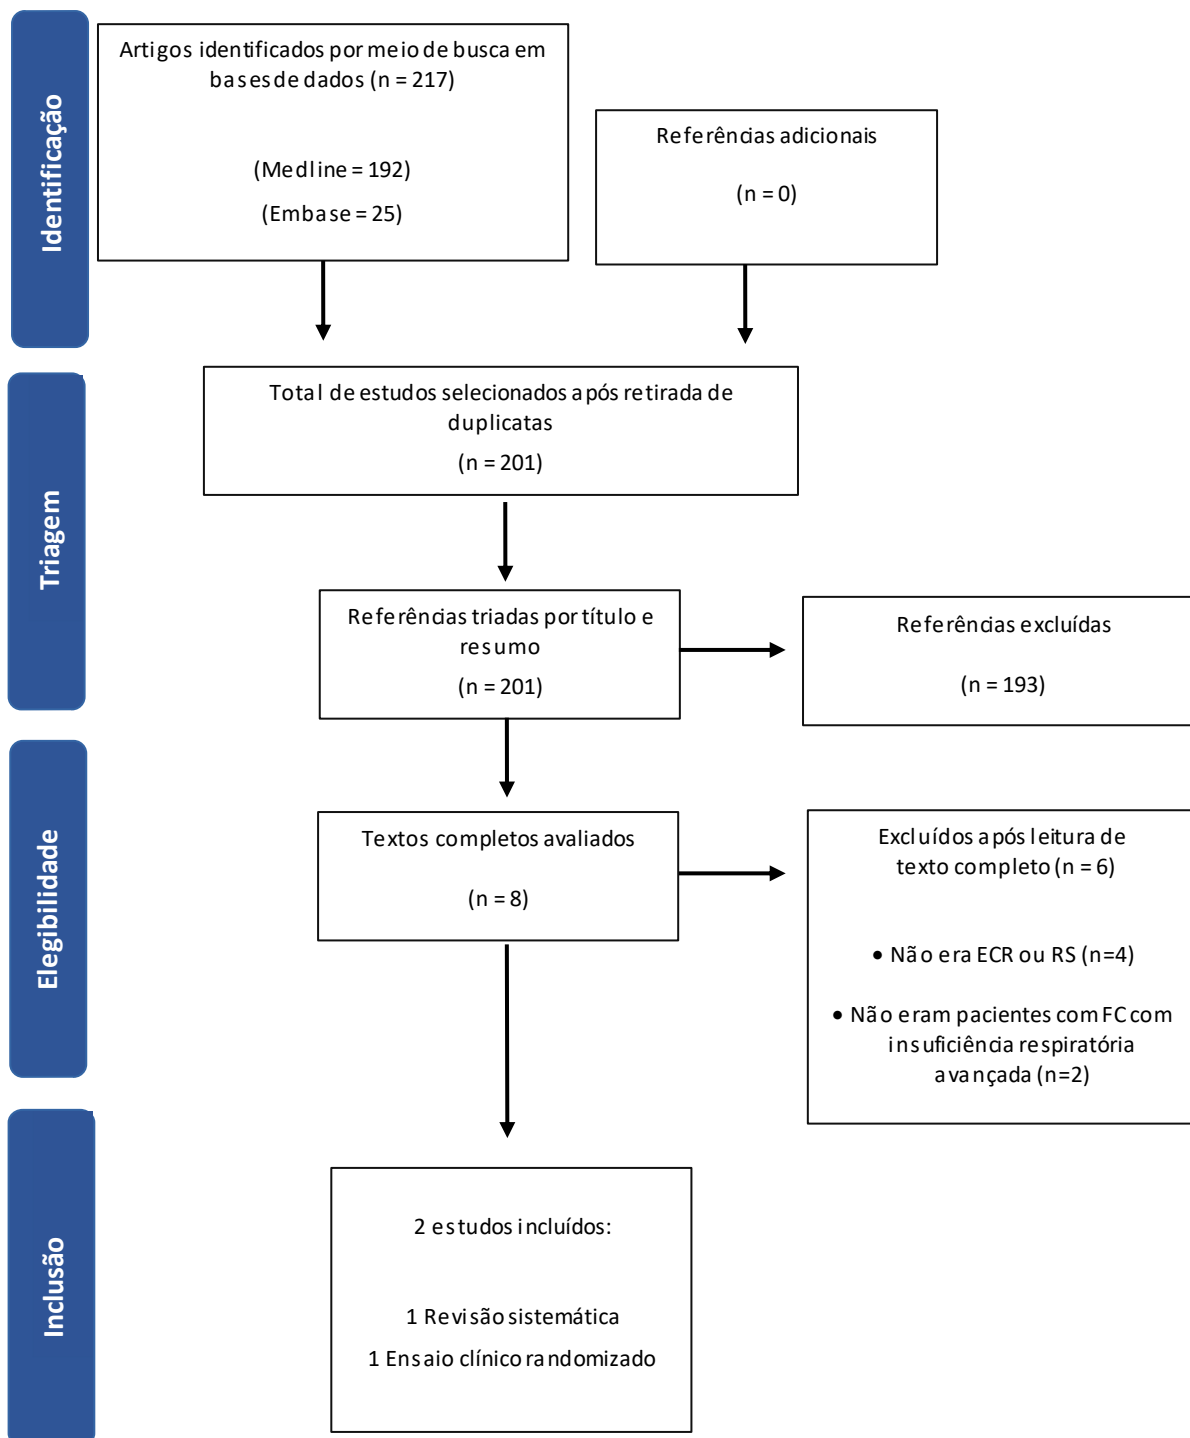 Identificação
Artigos identificados por meio de busca em
bases de dados (n = 217)
(Medline = 192)
(Embase = 25)
Referências adicionais
(n = 0)
Triagem
Total de estudos selecionados após retirada de
duplicatas
(n = 201)
Referências triadas por título e
resumo
(n = 201)
Referências excluídas
(n = 193)
Elegibilidade
Textos completos avaliados
(n = 8)
Excluídos após leitura de
texto completo (n = 6)
• Não era ECR ou RS (n=4)
• Não eram pacientes com FC com
insuficiência respiratória
avançada (n=2)
Inclusão
2 estudos incluídos:
1 Revisão sistemática
1 Ensaio clínico randomizado